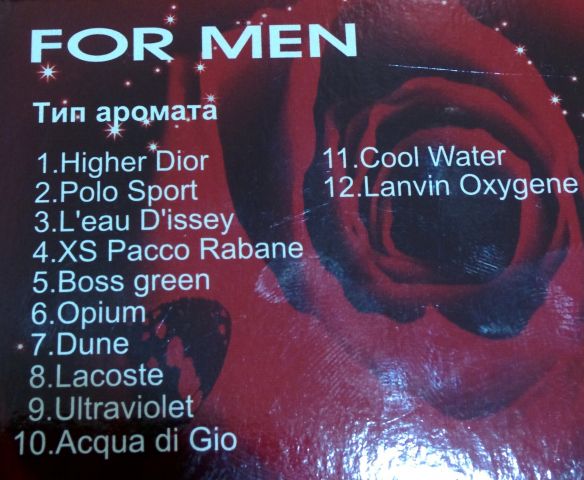 FOR MEN
Тип аромата
1.Higher Dior
2.Polo Sport
3.L'eau D'issey
4.XS Pacco Rabane
5.Boss green
6.Opium
7.Dune
8.Lacoste
9.Ultraviolet
10.Acqua di Gio
11.Cool Water
12.Lanvin Oxygene